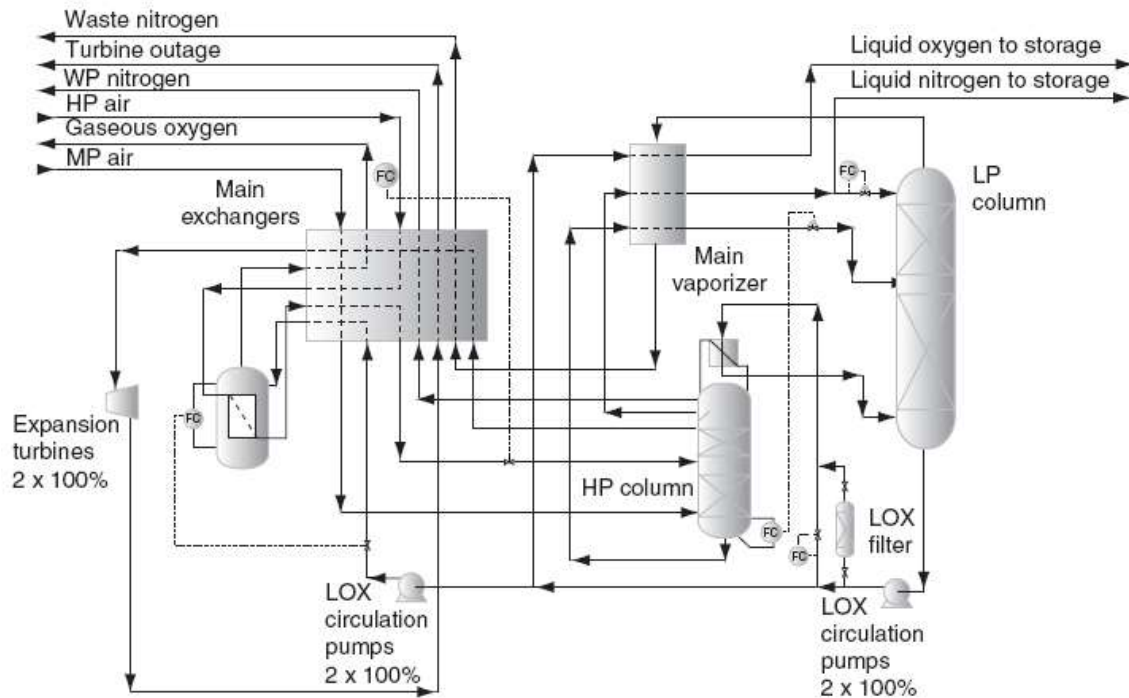 Waste nitrogen
Turbine outage
WP nitrogen
HP air
Gaseous oxygen
MP air
Liquid oxygen to storage
Liquid nitrogen to storage
FC
FC
Main
exchangers
LP
column
Main
vaporizer
FC
Expansion
turbines
2 x 100%
HP column
FC
FC
LOX
filter
LOX
circulation
pumps
2 x 100%
LOX
circulation
pumps
2 x 100%